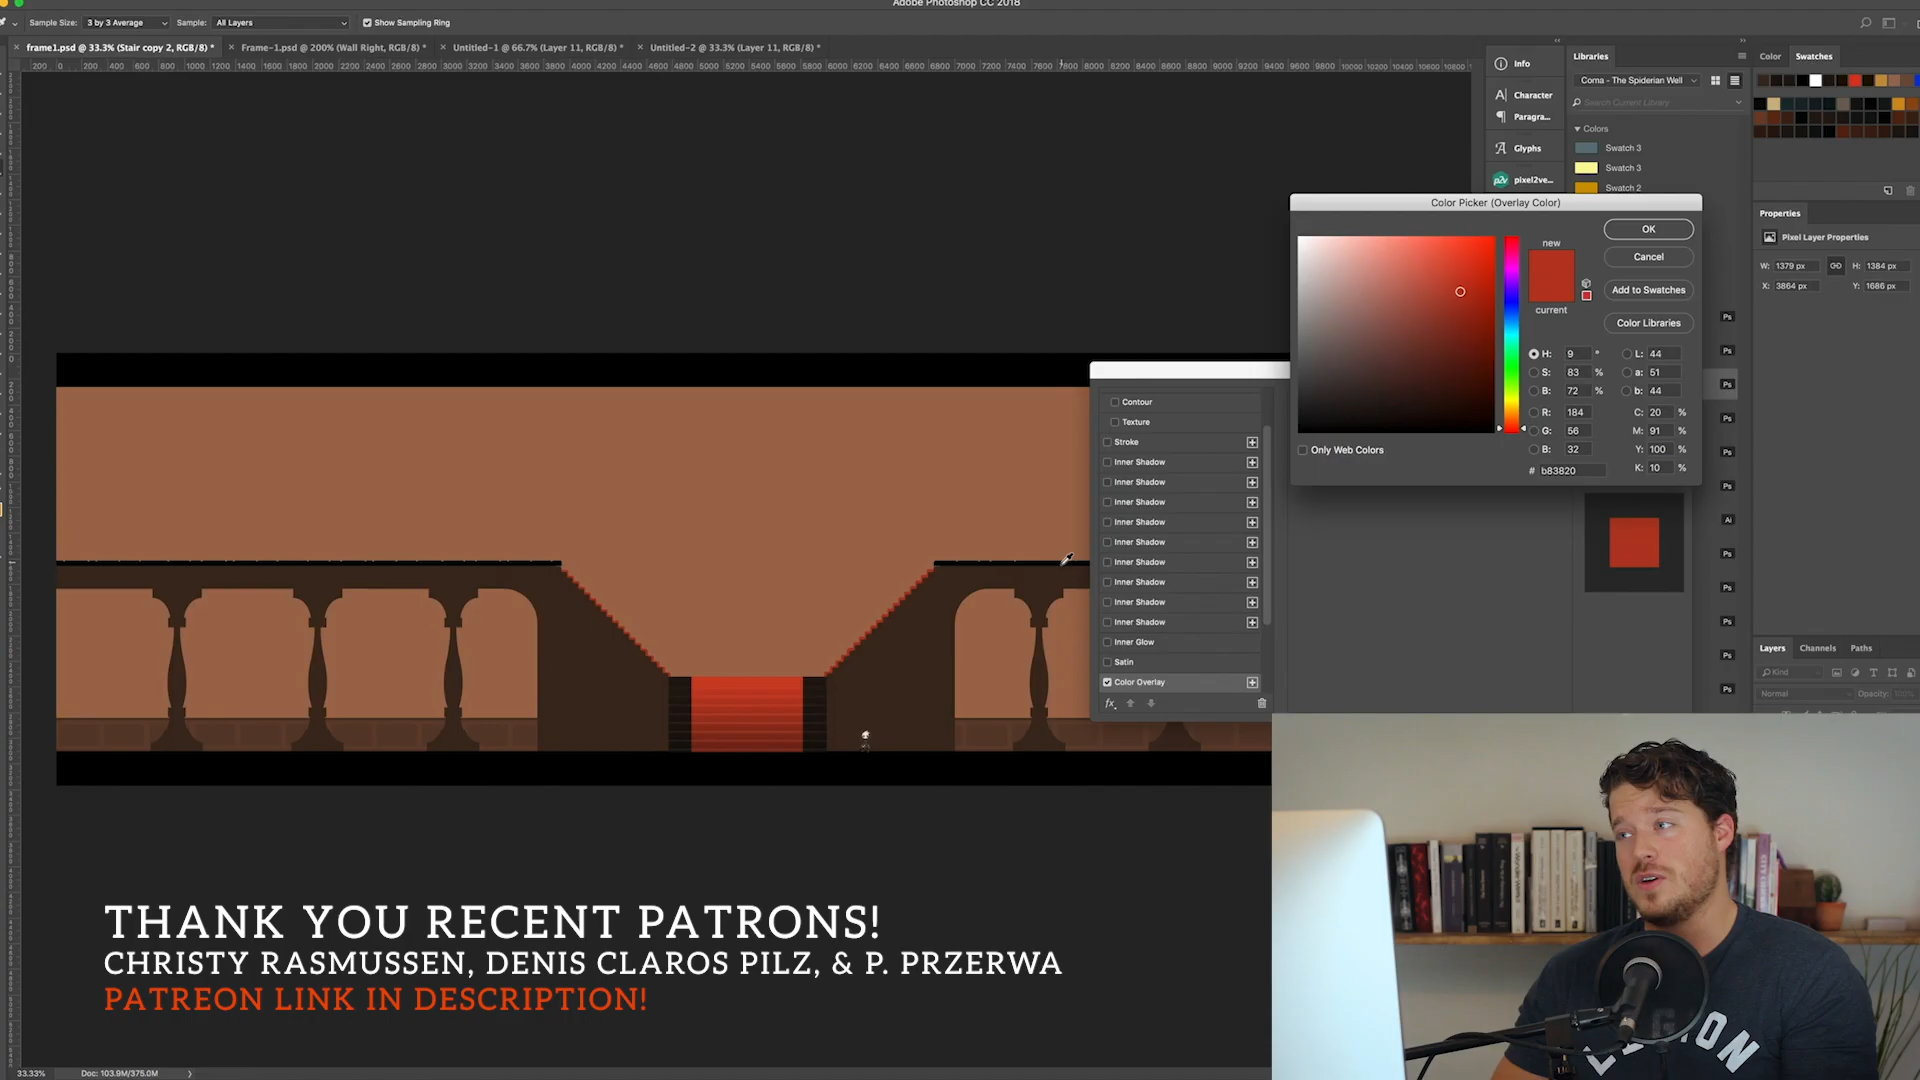 Adobe Photoshop CC 2018
Sample Size: 3 by 3 Average Sample: All Layers Show Sampling Ring
frame1.psd @ 33.3% (Stair copy 2, RGB/8) * Frame-1.psd @ 200% (Wall Right, RGB/8) * Untitled-1 @ 66.7% (Layer 11, RGB/8) * Untitled-2 @ 33.3% (Layer 11, RGB/8) *
Info
Character
Paragra...
Glyphs
pixel2ve...
Libraries
Coma - The Spiderian Well
Search Current Library
Colors
Swatch 3
Swatch 3
Swatch 2
Color Swatches
Properties
Pixel Layer Properties
W: 1379 px H: 1384 px
X: 3864 px Y: 1686 px
Color Picker (Overlay Color)
new
current
OK
Cancel
Add to Swatches
Color Libraries
H: 9 ° L: 44
S: 83 % a: 51
B: 72 % b: 44
R: 184 C: 20 %
G: 56 M: 91 %
B: 32 Y: 100 %
# b83820 K: 10 %
Only Web Colors
Contour
Texture
Stroke
Inner Shadow
Inner Shadow
Inner Shadow
Inner Shadow
Inner Shadow
Inner Shadow
Inner Shadow
Inner Shadow
Inner Shadow
Inner Glow
Satin
Color Overlay
fx
Layers Channels Paths
Kind
Normal Opacity: 100%
THANK YOU RECENT PATRONS!
CHRISTY RASMUSSEN, DENIS CLAROS PILZ, & P. PRZERWA
PATREON LINK IN DESCRIPTION!
33.33% Doc: 103.9M/375.0M